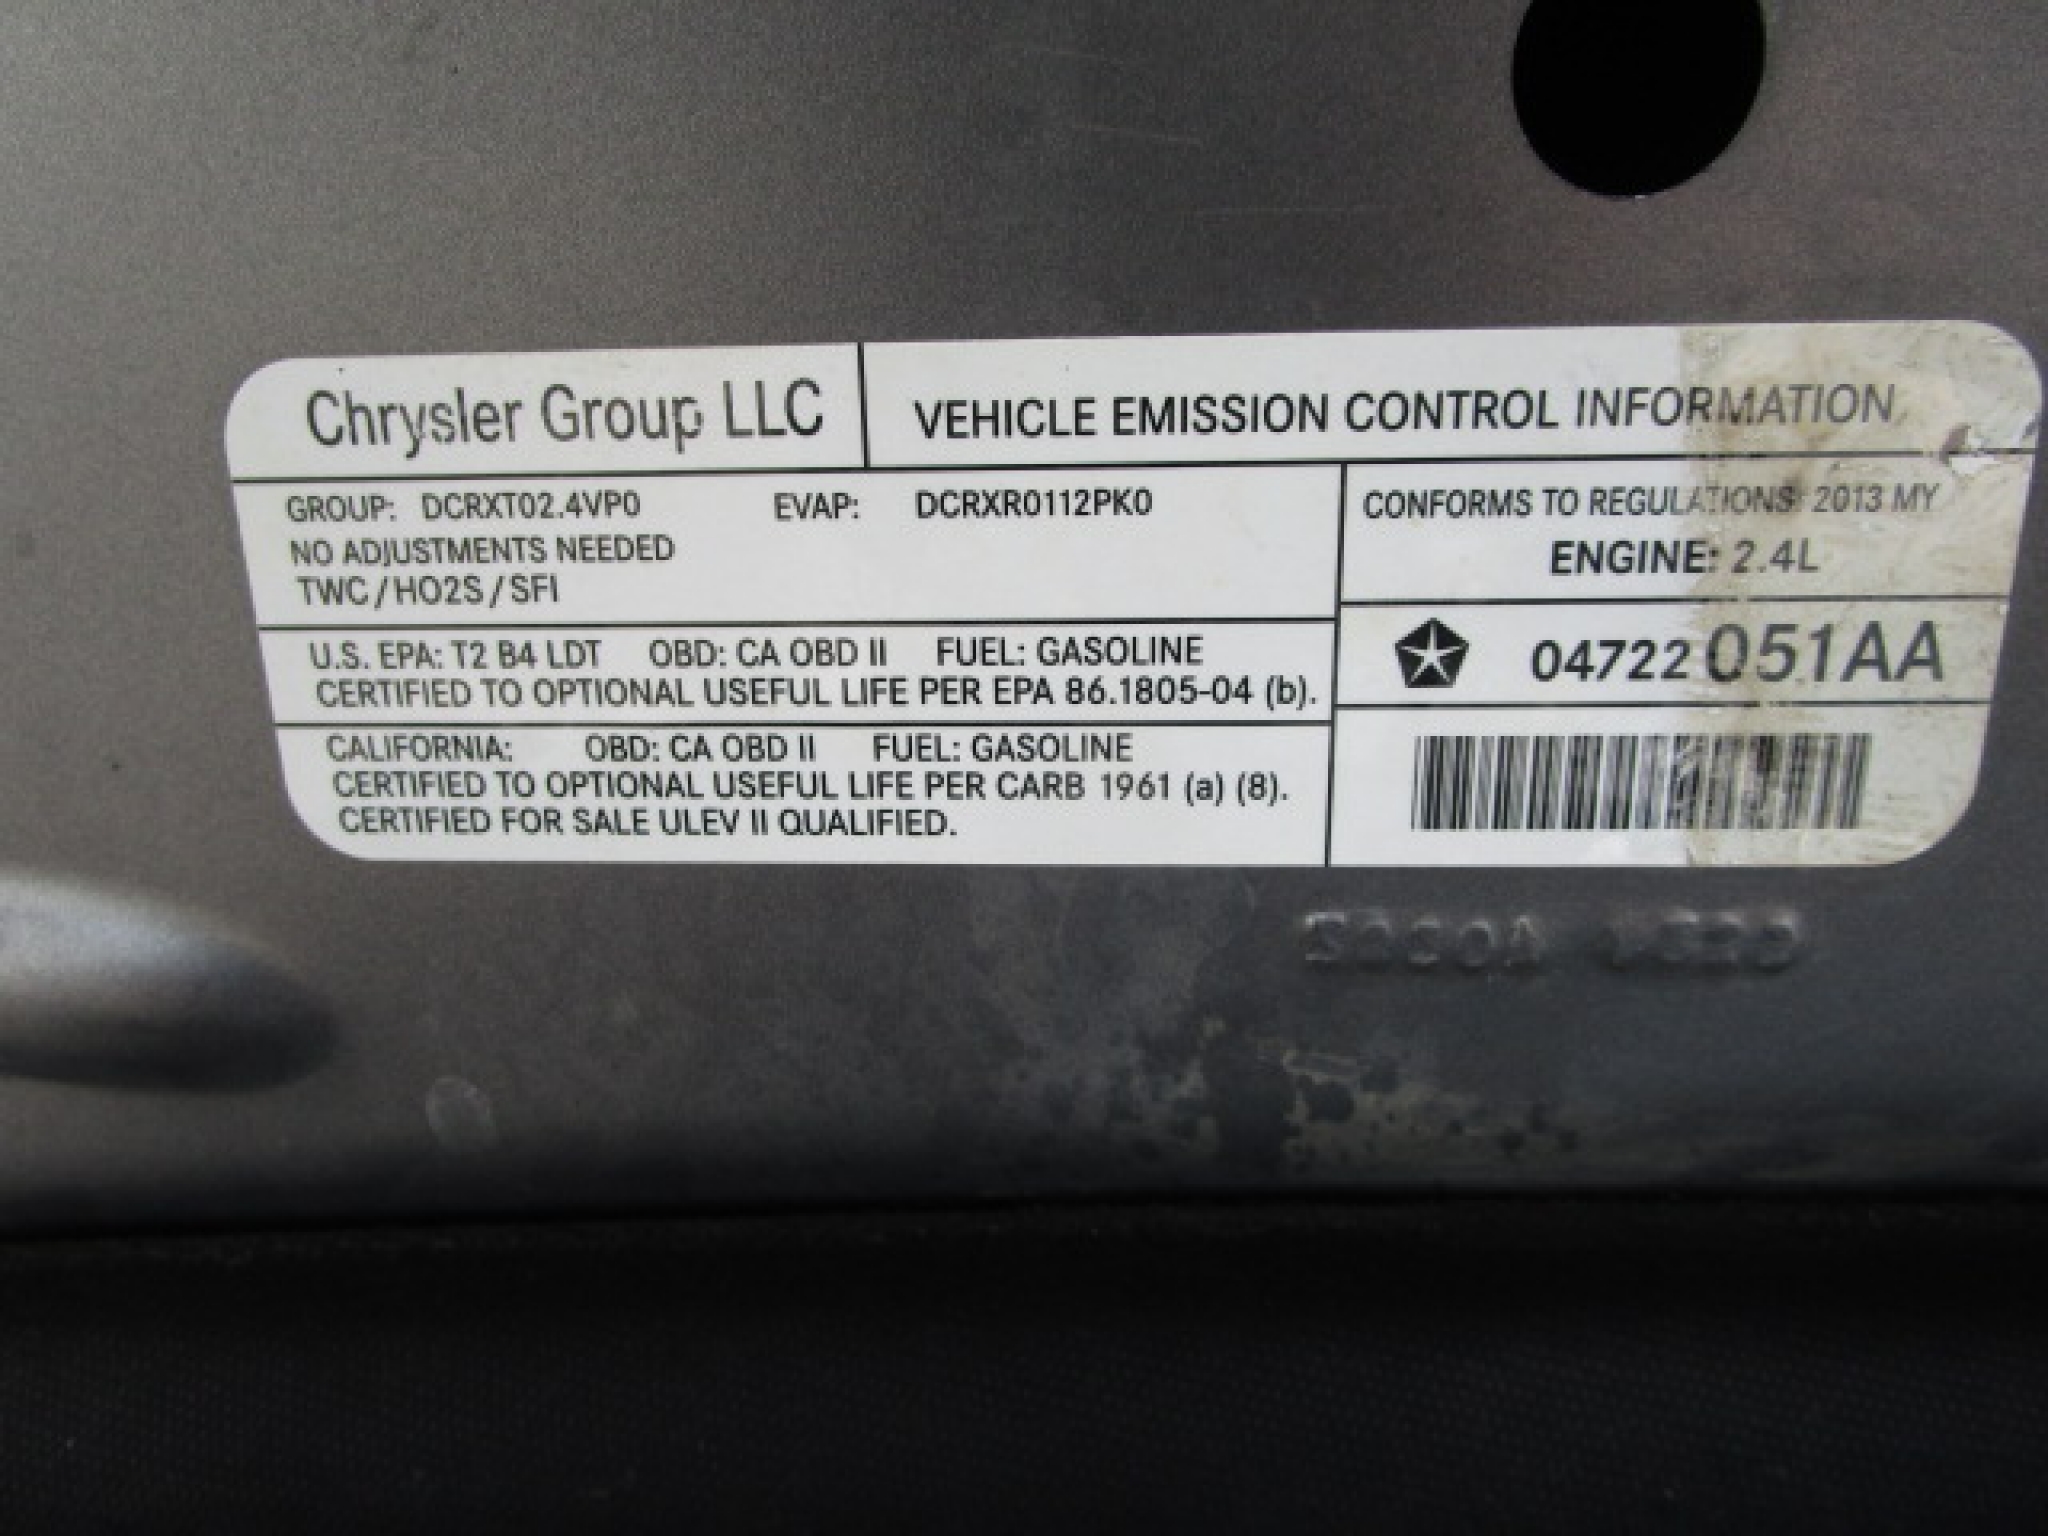 Chrysler Group LLC
VEHICLE EMISSION CONTROL INFORMATION
GROUP: DCRXT02.4VP0 EVAP: DCRXR0112PK0
NO ADJUSTMENTS NEEDED
TWC/HO2S/SFI
CONFORMS TO REGULATIONS: 2013 MY
ENGINE: 2.4L
04722 051AA
U.S. EPA: T2 B4 LDT OBD: CA OBD II FUEL: GASOLINE
CERTIFIED TO OPTIONAL USEFUL LIFE PER EPA 86.1805-04 (b).
CALIFORNIA: OBD: CA OBD II FUEL: GASOLINE
CERTIFIED TO OPTIONAL USEFUL LIFE PER CARB 1961 (a) (8).
CERTIFIED FOR SALE ULEV II QUALIFIED.